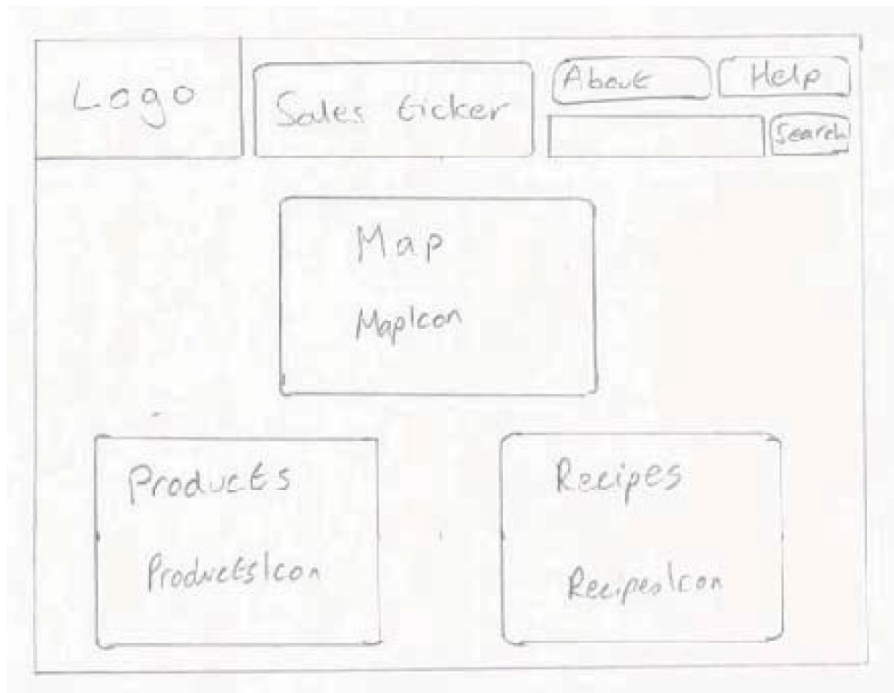 Logo
Sales ticker
About
Help
Search
Map
MapIcon
Products
ProductsIcon
Recipes
RecipesIcon